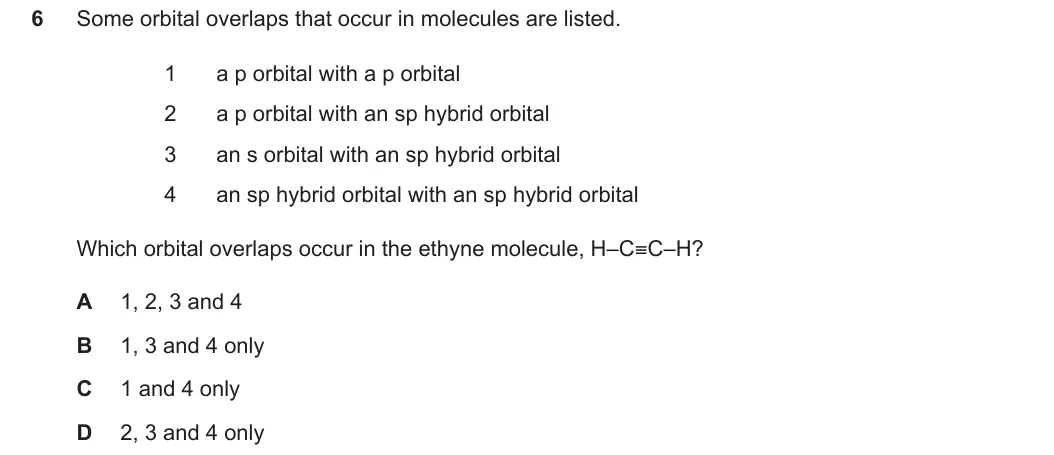 6 Some orbital overlaps that occur in molecules are listed.
1 a p orbital with a p orbital
2 a p orbital with an sp hybrid orbital
3 an s orbital with an sp hybrid orbital
4 an sp hybrid orbital with an sp hybrid orbital
Which orbital overlaps occur in the ethyne molecule, H–C≡C–H?
A 1, 2, 3 and 4
B 1, 3 and 4 only
C 1 and 4 only
D 2, 3 and 4 only